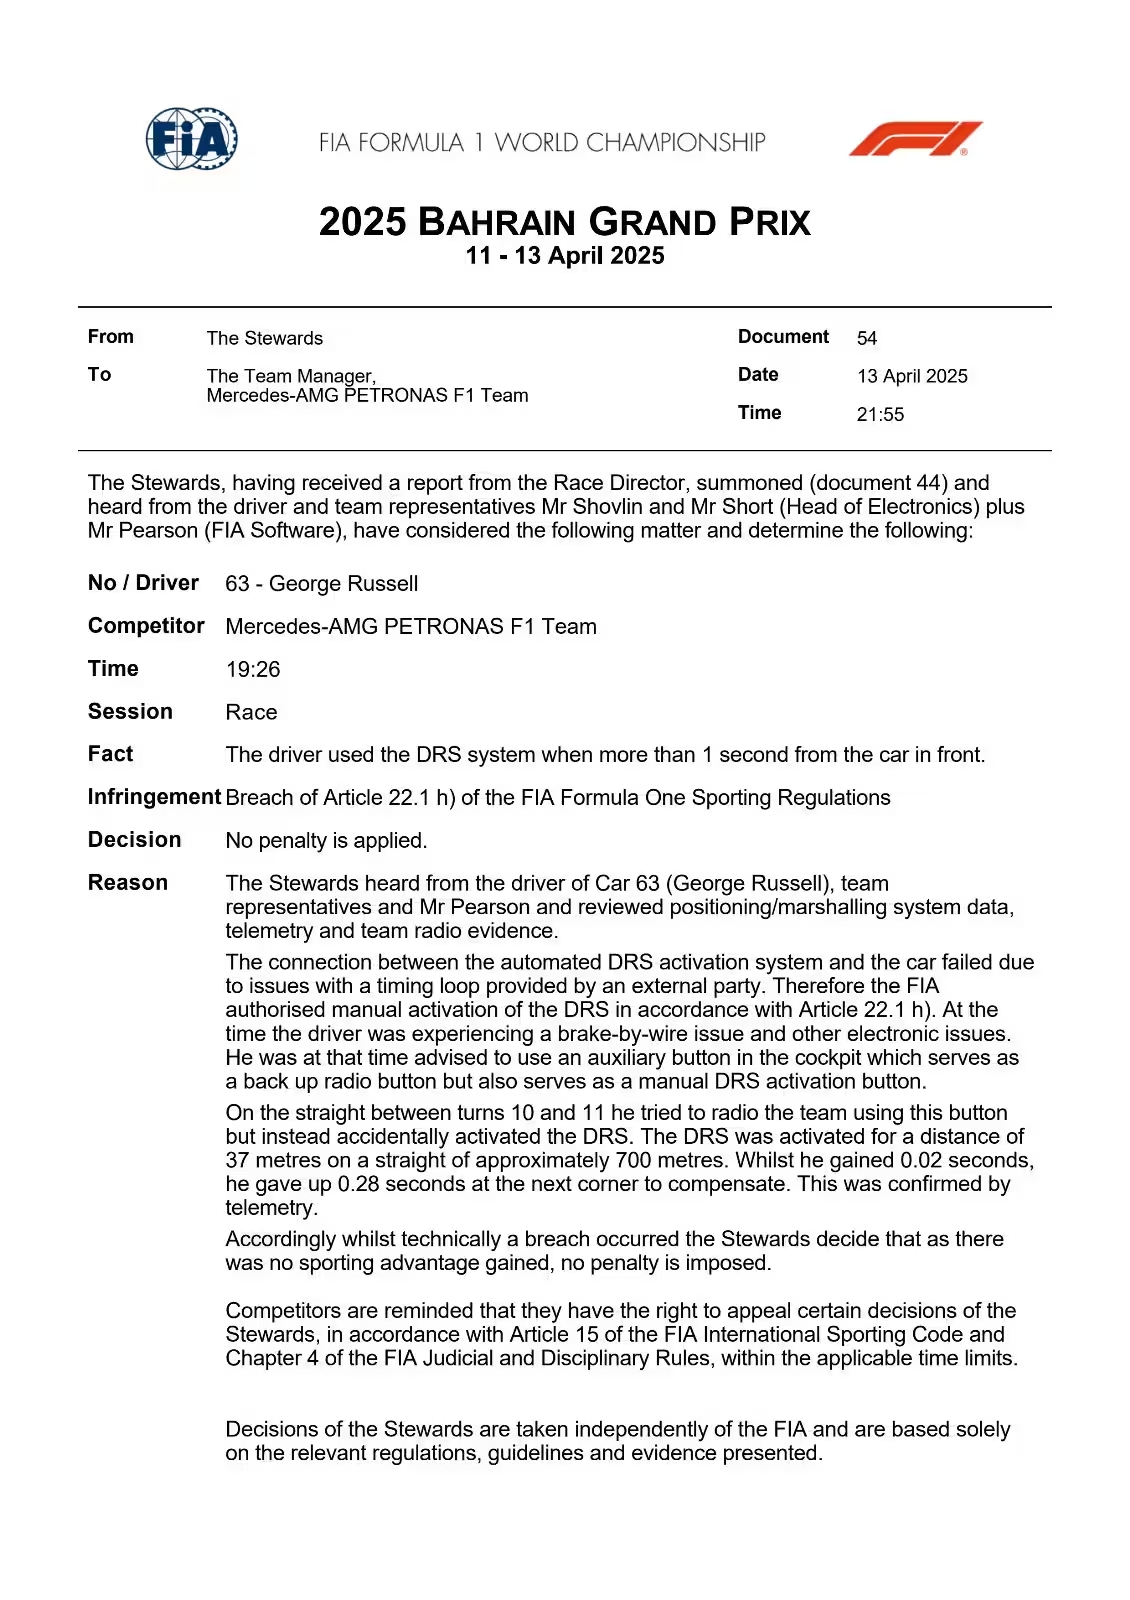 FIA
FIA FORMULA 1 WORLD CHAMPIONSHIP
F1
2025 BAHRAIN GRAND PRIX
11 - 13 April 2025
From The Stewards Document 54
To The Team Manager, Date 13 April 2025
Mercedes-AMG PETRONAS F1 Team
Time 21:55
The Stewards, having received a report from the Race Director, summoned (document 44) and
heard from the driver and team representatives Mr Shovlin and Mr Short (Head of Electronics) plus
Mr Pearson (FIA Software), have considered the following matter and determine the following:
No / Driver 63 - George Russell
Competitor Mercedes-AMG PETRONAS F1 Team
Time 19:26
Session Race
Fact The driver used the DRS system when more than 1 second from the car in front.
Infringement Breach of Article 22.1 h) of the FIA Formula One Sporting Regulations
Decision No penalty is applied.
Reason The Stewards heard from the driver of Car 63 (George Russell), team
representatives and Mr Pearson and reviewed positioning/marshalling system data,
telemetry and team radio evidence.
The connection between the automated DRS activation system and the car failed due
to issues with a timing loop provided by an external party. Therefore the FIA
authorised manual activation of the DRS in accordance with Article 22.1 h). At the
time the driver was experiencing a brake-by-wire issue and other electronic issues.
He was at that time advised to use an auxiliary button in the cockpit which serves as
a back up radio button but also serves as a manual DRS activation button.
On the straight between turns 10 and 11 he tried to radio the team using this button
but instead accidentally activated the DRS. The DRS was activated for a distance of
37 metres on a straight of approximately 700 metres. Whilst he gained 0.02 seconds,
he gave up 0.28 seconds at the next corner to compensate. This was confirmed by
telemetry.
Accordingly whilst technically a breach occurred the Stewards decide that as there
was no sporting advantage gained, no penalty is imposed.
Competitors are reminded that they have the right to appeal certain decisions of the
Stewards, in accordance with Article 15 of the FIA International Sporting Code and
Chapter 4 of the FIA Judicial and Disciplinary Rules, within the applicable time limits.
Decisions of the Stewards are taken independently of the FIA and are based solely
on the relevant regulations, guidelines and evidence presented.